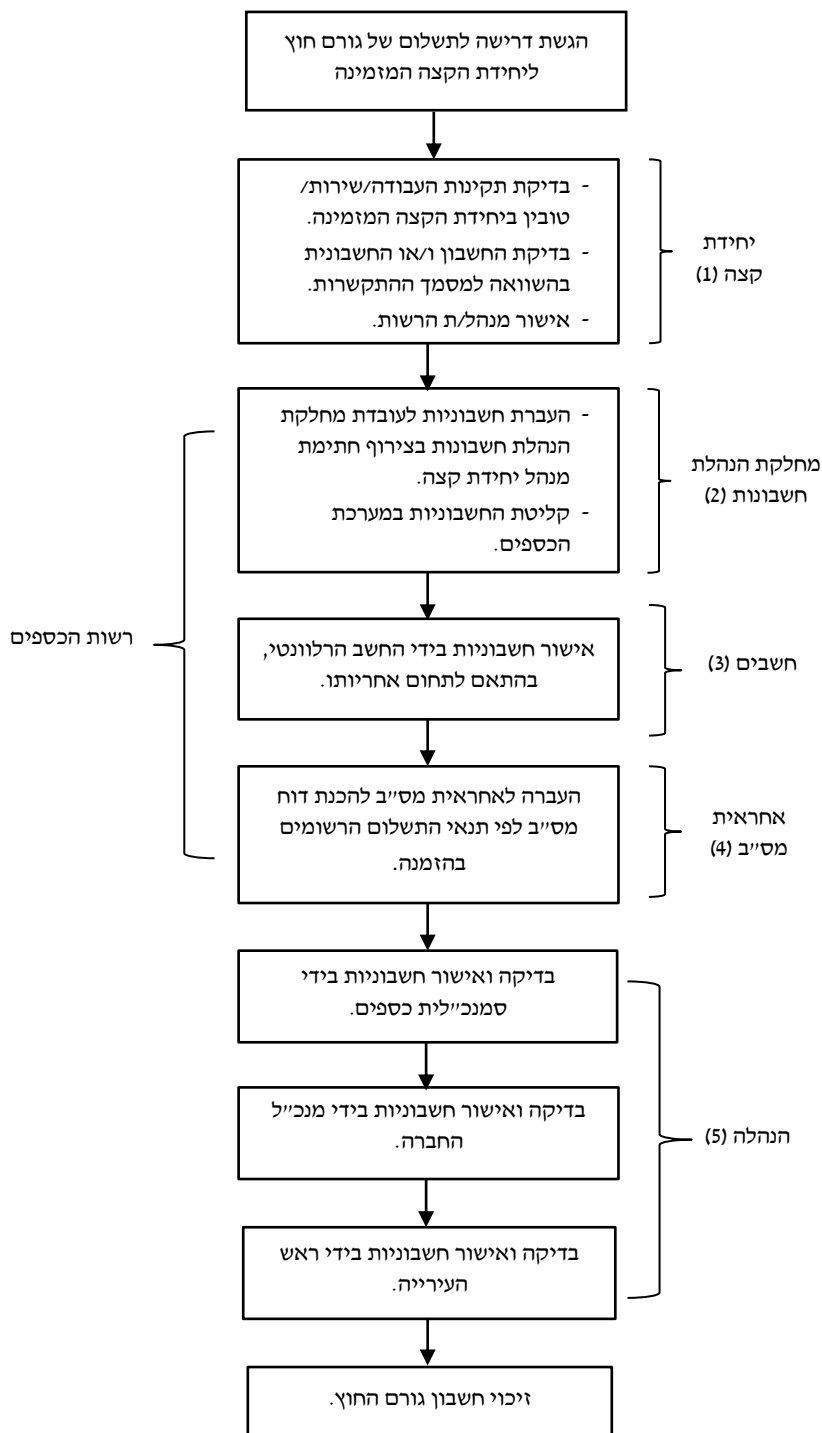 הגשת דרישה לתשלום של גורם חוץ
ליחידת הקצה המזמינה
- בדיקת תקינות העבודה/שירות/
טובין ביחידת הקצה המזמינה.
- בדיקת החשבון ו/או החשבונית
בהשוואה למסמך ההתקשרות.
- אישור מנהל/ת הרשות.
יחידת
קצה (1)
- העברת חשבוניות לעובדת מחלקת
הנהלת חשבונות בצירוף חתימת
מנהל יחידת קצה.
- קליטת החשבוניות במערכת
הכספים.
מחלקת הנהלת
חשבונות (2)
אישור חשבוניות בידי החשב הרלוונטי,
בהתאם לתחום אחריותו.
חשבים (3)
רשות הכספים
העברה לאחראית מס״ב להכנת דוח
מס״ב לפי תנאי התשלום הרשומים
בהזמנה.
אחראית
מס״ב (4)
בדיקה ואישור חשבוניות בידי
סמנכ״לית כספים.
בדיקה ואישור חשבוניות בידי מנכ״ל
החברה.
הנהלה (5)
בדיקה ואישור חשבוניות בידי ראש
העירייה.
זיכוי חשבון גורם החוץ.